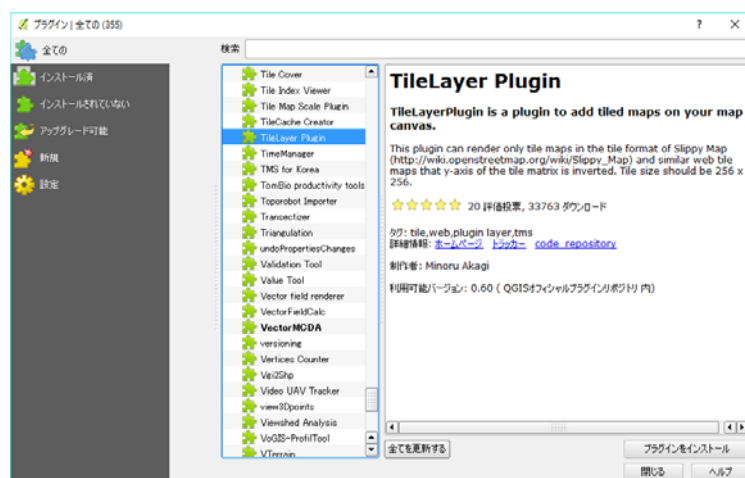 プラグイン | 全ての (355)
? ×
全ての
インストール済
インストールされていない
アップグレード可能
新規
設定
検索
Tile Cover
Tile Index Viewer
Tile Map Scale Plugin
TileCache Creator
TileLayer Plugin
TimeManager
TMS for Korea
TomBio productivity tools
Toporobot Importer
Transectizer
Triangulation
undoPropertiesChanges
Validation Tool
Value Tool
Vector field renderer
VectorFieldCalc
VectorMCDA
versioning
Vertices Counter
Vgi2Shp
Video UAV Tracker
view3Dpoints
Viewshed Analysis
VoGIS-ProfilTool
VTerrain
TileLayer Plugin
TileLayerPlugin is a plugin to add tiled maps on your map
canvas.
This plugin can render only tile maps in the tile format of Slippy Map
(http://wiki.openstreetmap.org/wiki/Slippy_Map) and similar web tile
maps that y-axis of the tile matrix is inverted. Tile size should be 256 x
256.
20 評価投票, 33763 ダウンロード
タグ: tile,web,plugin layer,tms
詳細情報: ホームページ トラッカー code repository
制作者: Minoru Akagi
利用可能バージョン: 0.60 ( QGISオフィシャルプラグインリポジトリ 内)
全てを更新する
プラグインをインストール
閉じる
ヘルプ